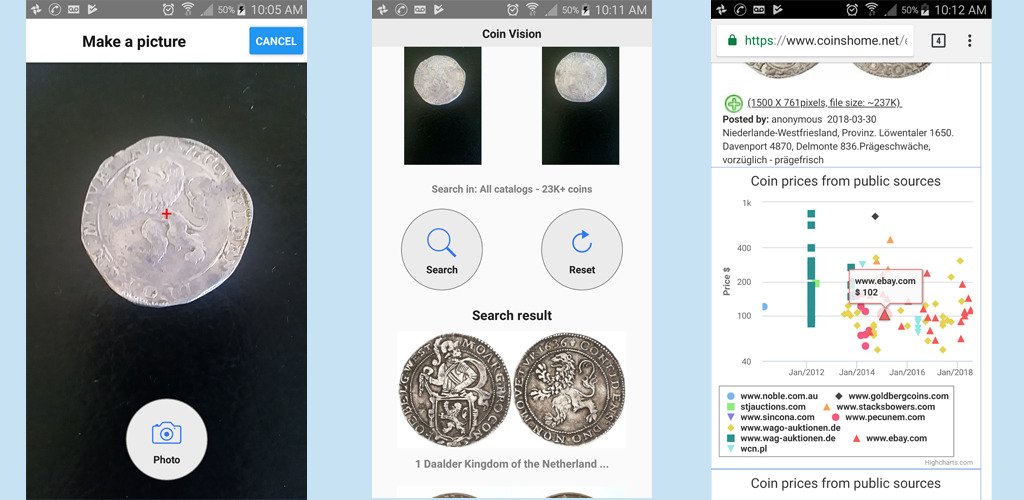 50% 10:05 AM
Make a picture
CANCEL
Photo
50% 10:11 AM
Coin Vision
Search in: All catalogs - 23K+ coins
Search
Reset
Search result
1 Daalder Kingdom of the Netherland ...
50% 10:12 AM
https://www.coinshome.net/
4
(1500 X 761pixels, file size: ~237K)
Posted by: anonymous 2018-03-30
Niederlande-Westfriesland, Provinz. Löwentaler 1650.
Davenport 4870, Delmonte 836.Prägeschwäche,
vorzüglich - prägefrisch
Coin prices from public sources
Price $
1k
400
200
100
40
www.ebay.com
$ 102
Jan/2012 Jan/2014 Jan/2016 Jan/2018
www.noble.com.au www.goldbergcoins.com
stjauctions.com www.stacksbowers.com
www.sincona.com www.pecunem.com
www.wago-auktionen.de
www.wag-auktionen.de www.ebay.com
wcn.pl
Highcharts.com
Coin prices from public sources